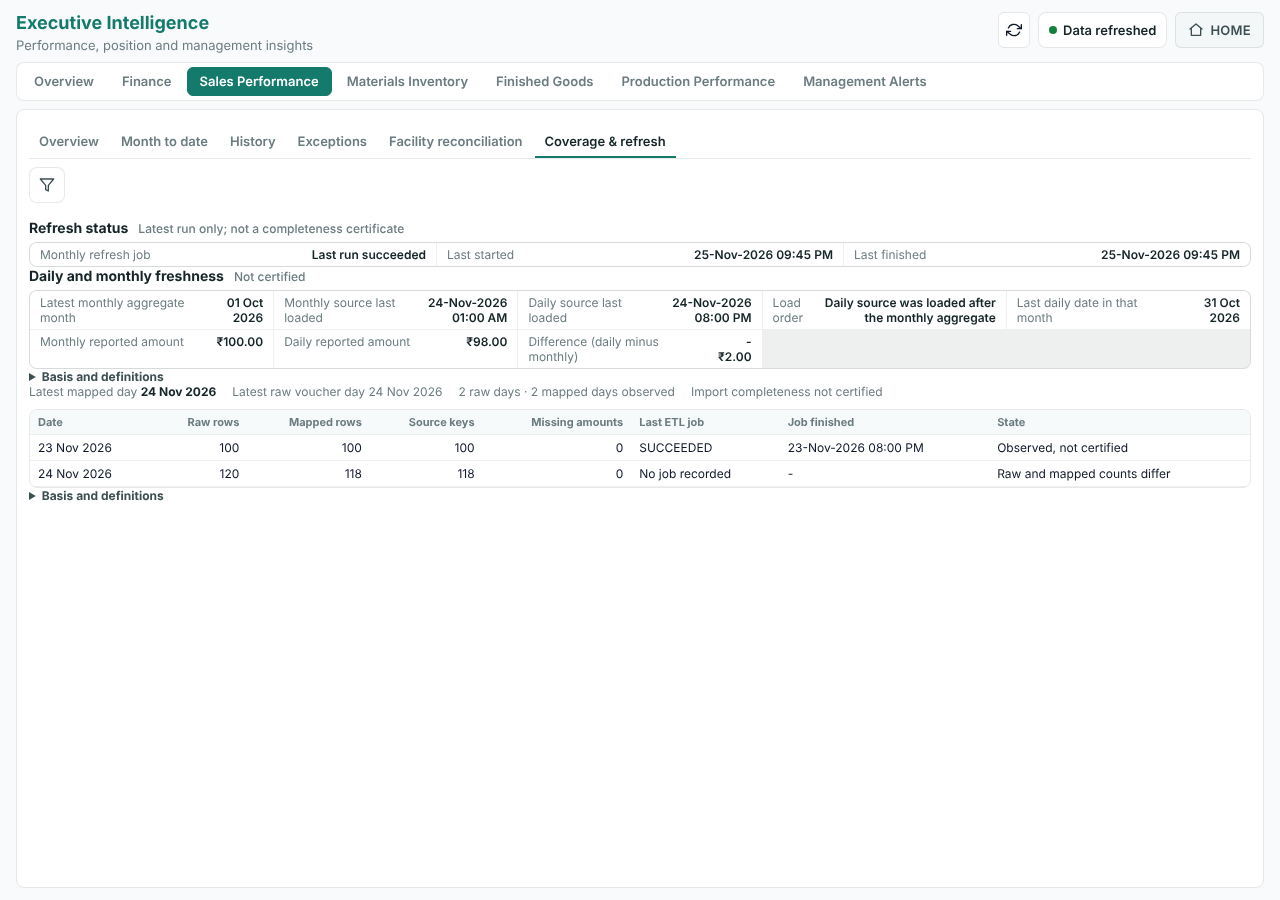 Executive Intelligence
Performance, position and management insights
Data refreshed
HOME
Overview Finance Sales Performance Materials Inventory Finished Goods Production Performance Management Alerts
Overview Month to date History Exceptions Facility reconciliation Coverage & refresh
Refresh status Latest run only; not a completeness certificate
Monthly refresh job Last run succeeded Last started 25-Nov-2026 09:45 PM Last finished 25-Nov-2026 09:45 PM
Daily and monthly freshness Not certified
Latest monthly aggregate month 01 Oct 2026
Monthly source last loaded 24-Nov-2026 01:00 AM
Daily source last loaded 24-Nov-2026 08:00 PM
Load order Daily source was loaded after the monthly aggregate
Last daily date in that month 31 Oct 2026
Monthly reported amount ₹100.00
Daily reported amount ₹98.00
Difference (daily minus monthly) -₹2.00
Basis and definitions
Latest mapped day 24 Nov 2026 Latest raw voucher day 24 Nov 2026 2 raw days · 2 mapped days observed Import completeness not certified
Date Raw rows Mapped rows Source keys Missing amounts Last ETL job Job finished State
23 Nov 2026 100 100 100 0 SUCCEEDED 23-Nov-2026 08:00 PM Observed, not certified
24 Nov 2026 120 118 118 0 No job recorded - Raw and mapped counts differ
Basis and definitions